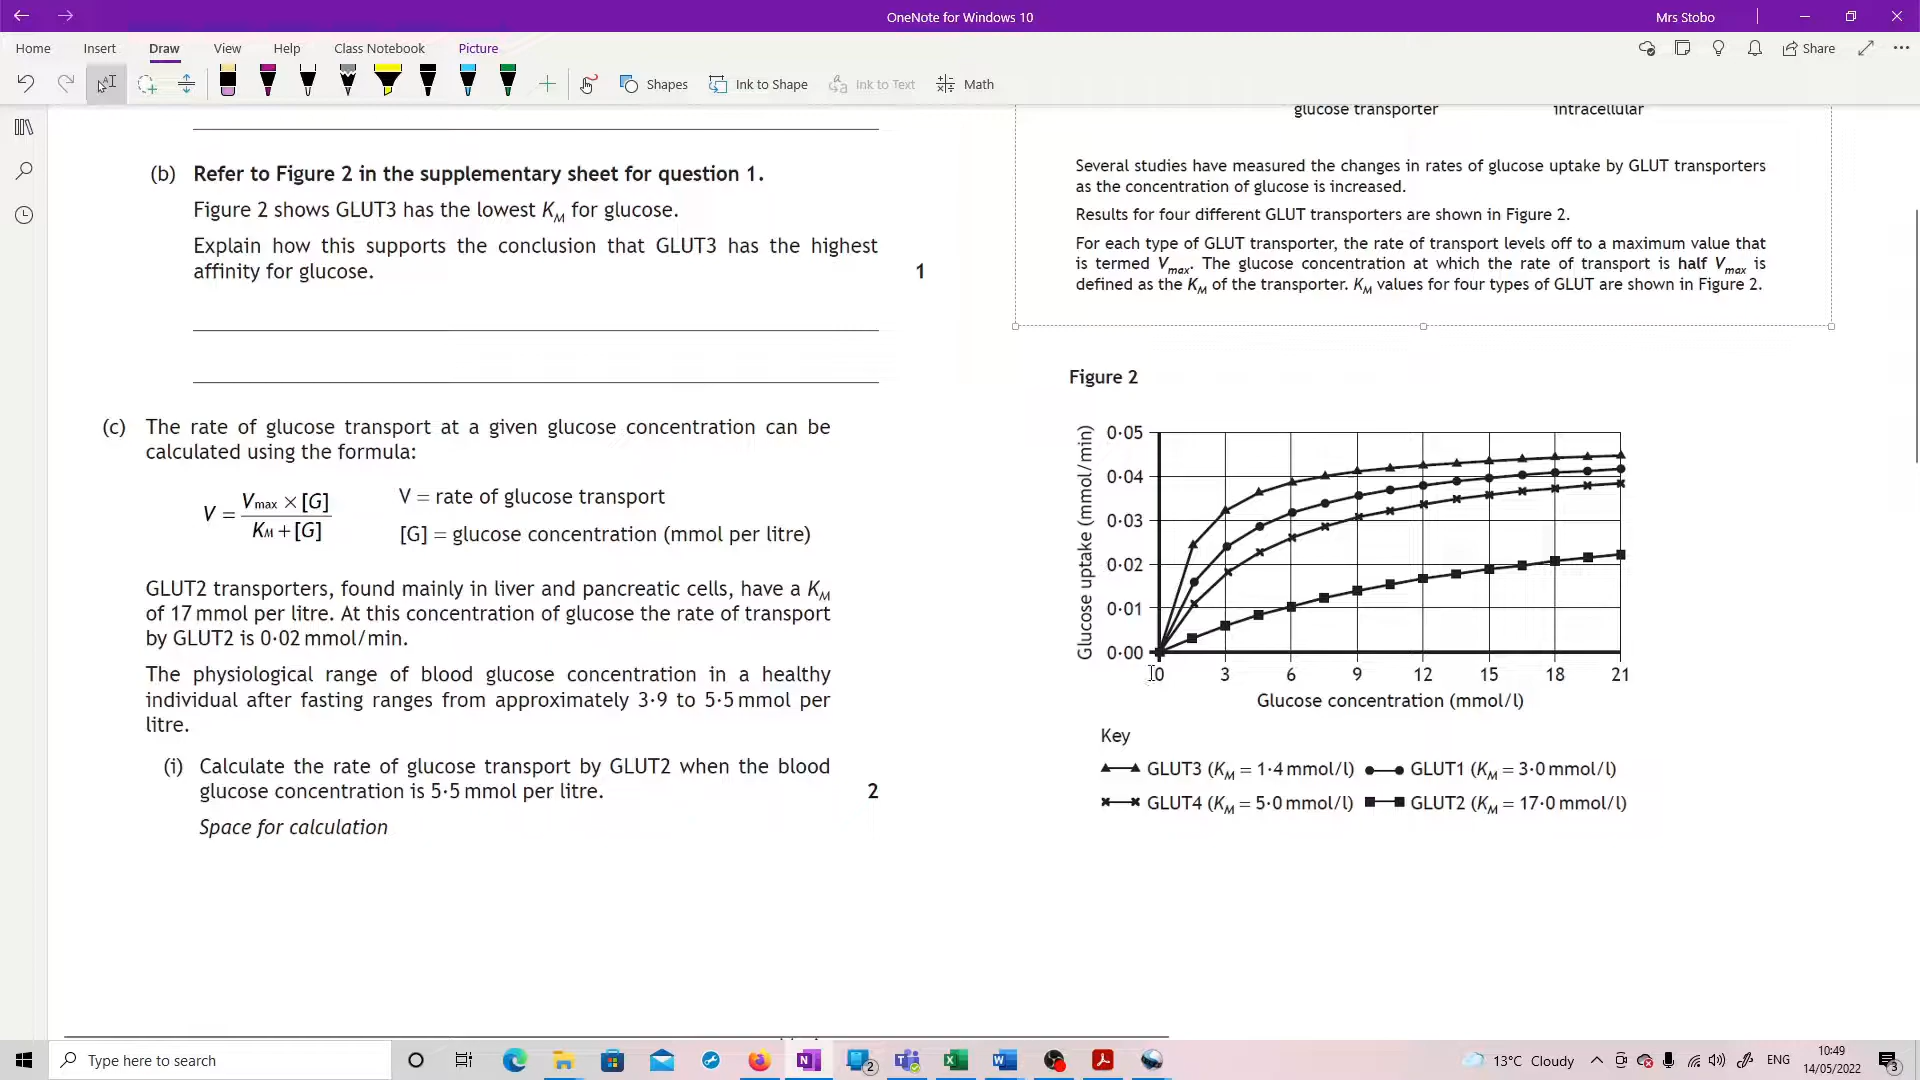 OneNote for Windows 10
Mrs Stobo
Home Insert Draw View Help Class Notebook Picture
Share
Shapes Ink to Shape Ink to Text Math
(b) Refer to Figure 2 in the supplementary sheet for question 1.
Figure 2 shows GLUT3 has the lowest KM for glucose.
Explain how this supports the conclusion that GLUT3 has the highest
affinity for glucose. 1
(c) The rate of glucose transport at a given glucose concentration can be
calculated using the formula:
V = Vmax × [G]
KM + [G]
V = rate of glucose transport
[G] = glucose concentration (mmol per litre)
GLUT2 transporters, found mainly in liver and pancreatic cells, have a KM
of 17 mmol per litre. At this concentration of glucose the rate of transport
by GLUT2 is 0·02 mmol/min.
The physiological range of blood glucose concentration in a healthy
individual after fasting ranges from approximately 3·9 to 5·5 mmol per
litre.
(i) Calculate the rate of glucose transport by GLUT2 when the blood
glucose concentration is 5·5 mmol per litre. 2
Space for calculation
glucose transporter intracellular
Several studies have measured the changes in rates of glucose uptake by GLUT transporters
as the concentration of glucose is increased.
Results for four different GLUT transporters are shown in Figure 2.
For each type of GLUT transporter, the rate of transport levels off to a maximum value that
is termed Vmax. The glucose concentration at which the rate of transport is half Vmax is
defined as the KM of the transporter. KM values for four types of GLUT are shown in Figure 2.
Figure 2
Glucose uptake (mmol/min)
0·05
0·04
0·03
0·02
0·01
0·00
0 3 6 9 12 15 18 21
Glucose concentration (mmol/l)
Key
GLUT3 (KM = 1·4 mmol/l) GLUT1 (KM = 3·0 mmol/l)
GLUT4 (KM = 5·0 mmol/l) GLUT2 (KM = 17·0 mmol/l)
Type here to search
2
13°C Cloudy
ENG
10:49
14/05/2022
3